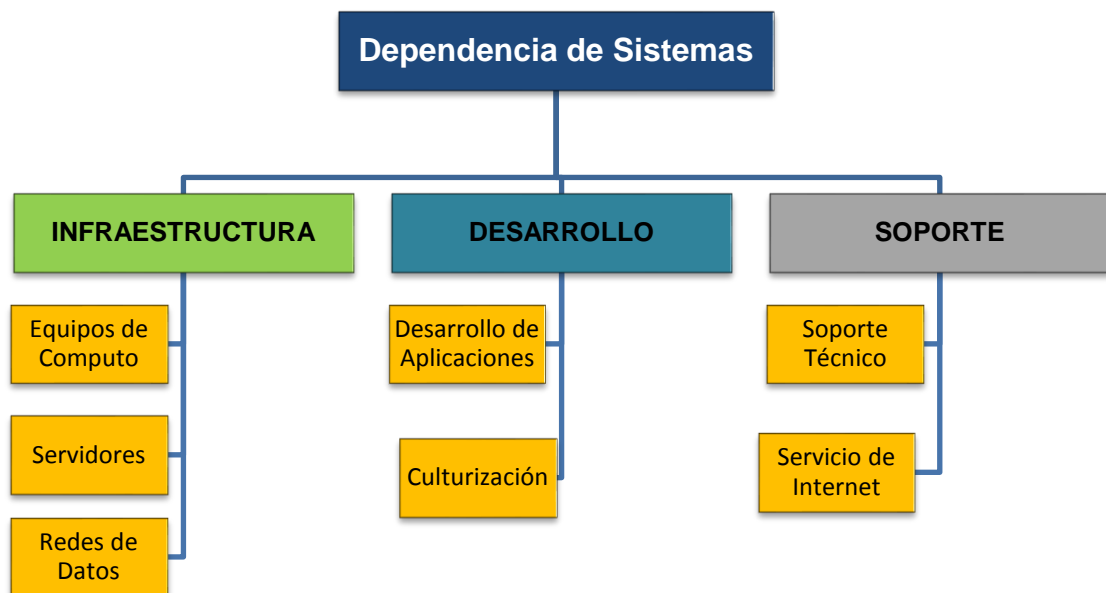 Dependencia de Sistemas
INFRAESTRUCTURA
DESARROLLO
SOPORTE
Equipos de
Computo
Servidores
Redes de
Datos
Desarrollo de
Aplicaciones
Culturización
Soporte
Técnico
Servicio de
Internet